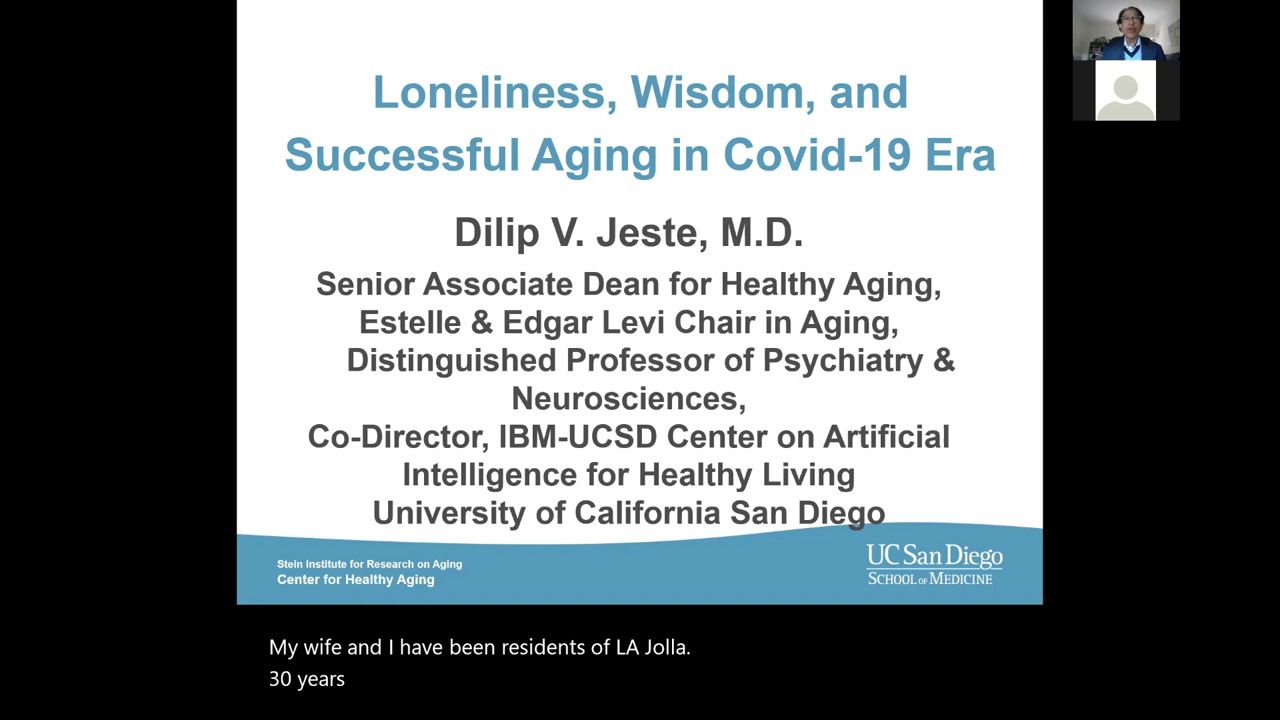 Loneliness, Wisdom, and
Successful Aging in Covid-19 Era
Dilip V. Jeste, M.D.
Senior Associate Dean for Healthy Aging,
Estelle & Edgar Levi Chair in Aging,
Distinguished Professor of Psychiatry &
Neurosciences,
Co-Director, IBM-UCSD Center on Artificial
Intelligence for Healthy Living
University of California San Diego
Stein Institute for Research on Aging
Center for Healthy Aging
UC San Diego
SCHOOL OF MEDICINE
My wife and I have been residents of LA Jolla.
30 years